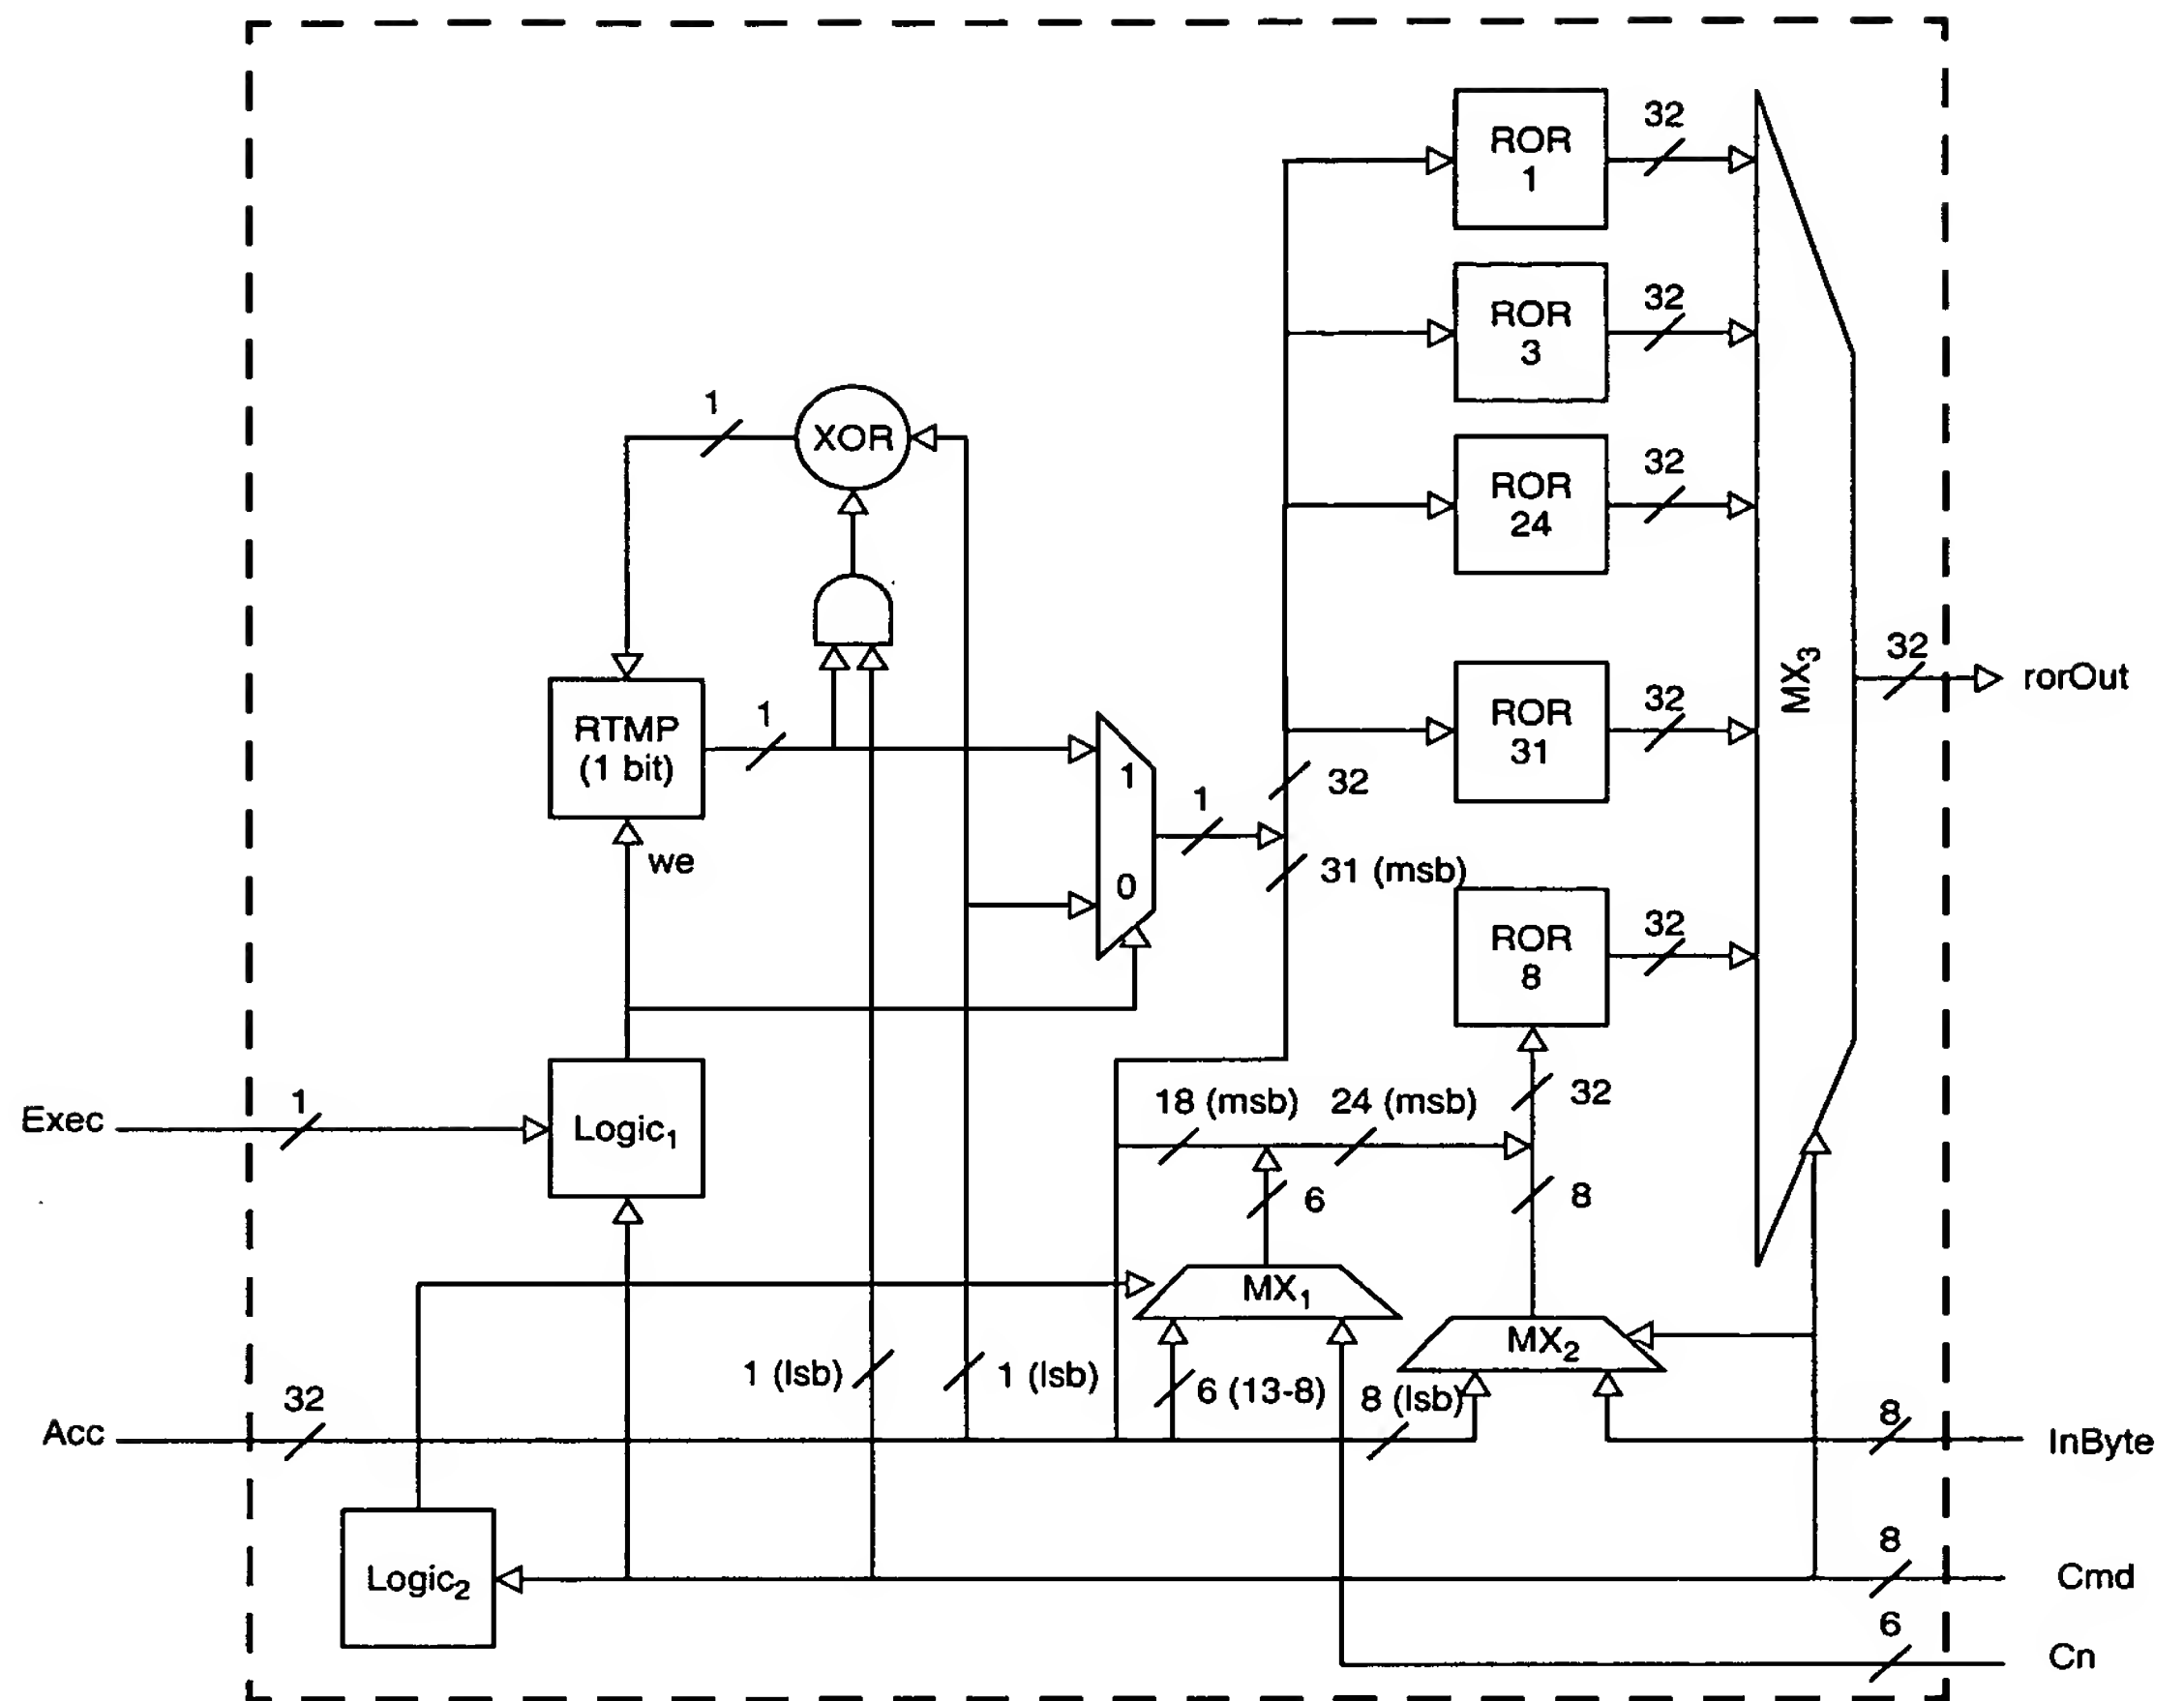 ROR
1
32
ROR
3
32
ROR
24
32
1
XOR
ROR
31
32
MX3
32
rorOut
RTMP
(1 bit)
1
we
1
0
1
32
31 (msb)
ROR
8
32
Exec
1
Logic1
18 (msb)
24 (msb)
32
6
8
MX1
MX2
1 (lsb)
1 (lsb)
6 (13-8)
8 (lsb)
Acc
32
8
InByte
Logic2
8
Cmd
6
Cn